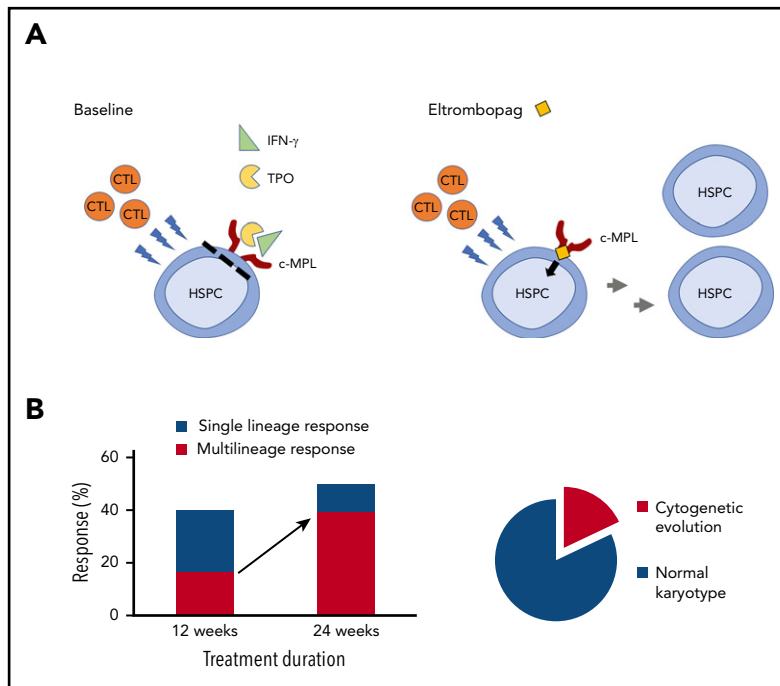 A
Baseline
IFN-γ
TPO
CTL
CTL
CTL
c-MPL
HSPC
Eltrombopag
CTL
CTL
CTL
c-MPL
HSPC
HSPC
HSPC
B
Single lineage response
Multilineage response
60
40
20
0
Response (%)
12 weeks
24 weeks
Treatment duration
Cytogenetic
evolution
Normal
karyotype